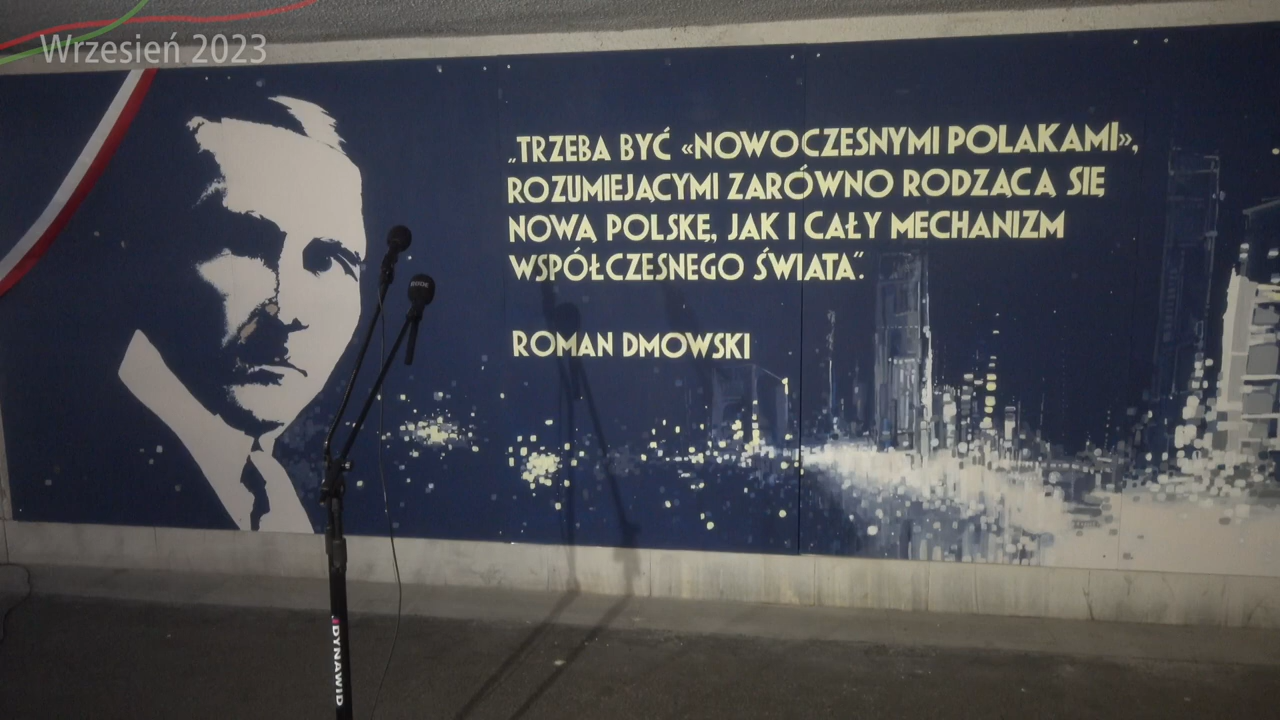 Wrzesień 2023
„TRZEBA BYĆ «NOWOCZESNYMI POLAKAMI»,
ROZUMIEJĄCYMI ZARÓWNO RODZĄCĄ SIĘ
NOWĄ POLSKĘ, JAK I CAŁY MECHANIZM
WSPÓŁCZESNEGO ŚWIATA”.
ROMAN DMOWSKI
DYNAWID